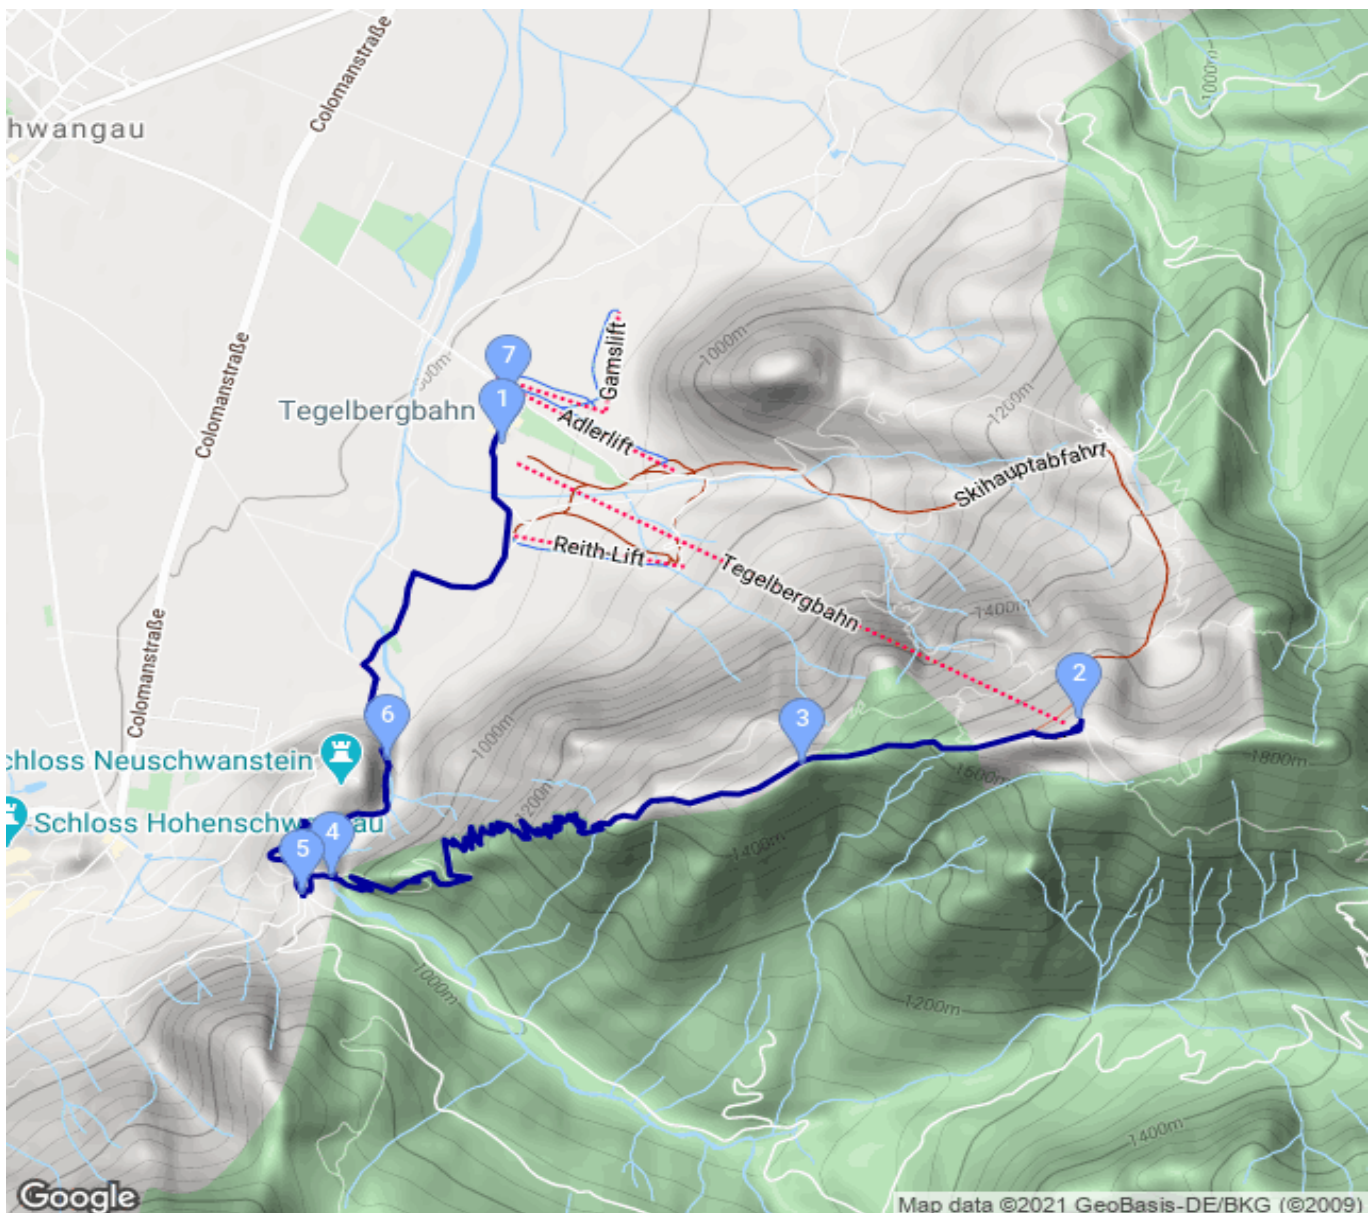 Colomanstraße
1000m
hwangau
Gamslift
7
1000m
Colomanstraße
00m
1
Tegelbergbahn
1200m
Adlerlift
Skihauptabfahrt
Reith-Lift
Tegelbergbahn
1400m
Colomanstraße
2
6
3
1000m
chloss Neuschwanstein
1600m
1800m
1200m
Schloss Hohenschw
au
4
5
1400m
1000m
1200m
1400m
Google
Map data ©2021 GeoBasis-DE/BKG (©2009)